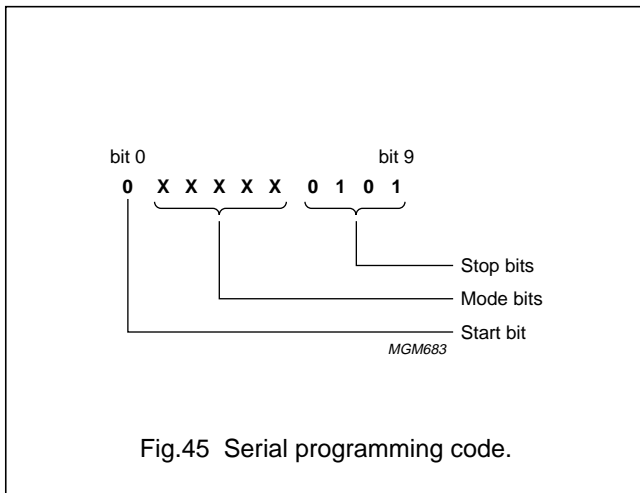 bit 0 bit 9
0 X X X X X 0 1 0 1
Stop bits
Mode bits
Start bit
MGM683
Fig.45 Serial programming code.